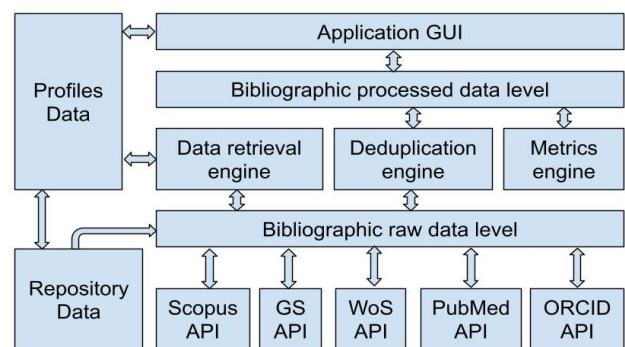 Application GUI
Profiles
Data
Bibliographic processed data level
Data retrieval
engine
Deduplication
engine
Metrics
engine
Bibliographic raw data level
Repository
Data
Scopus
API
GS
API
WoS
API
PubMed
API
ORCID
API